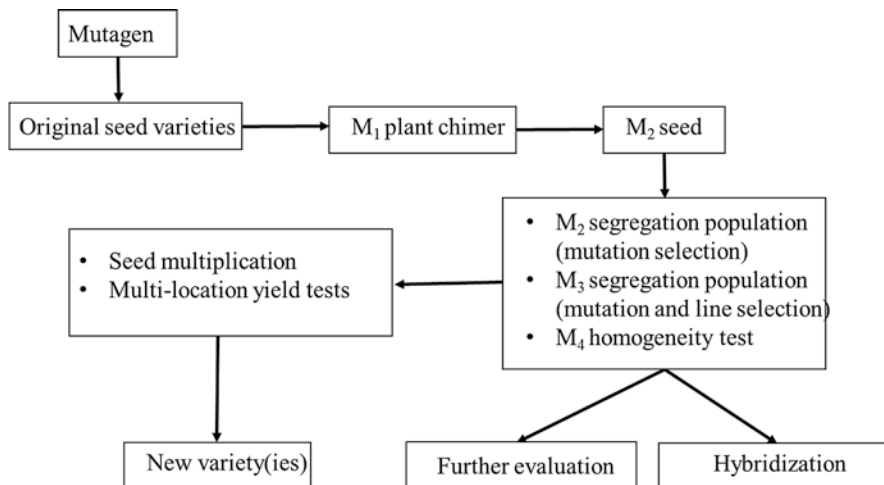 Mutagen
Original seed varieties
M₁ plant chimer
M₂ seed
• M₂ segregation population
(mutation selection)
• M₃ segregation population
(mutation and line selection)
• M₄ homogeneity test
• Seed multiplication
• Multi-location yield tests
New variety(ies)
Further evaluation
Hybridization